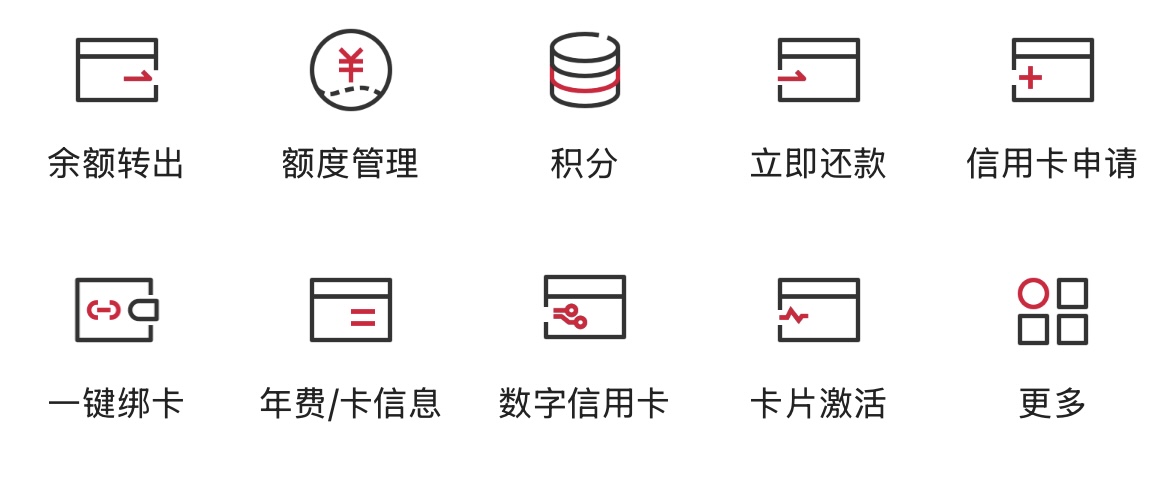 余额转出
额度管理
积分
立即还款
信用卡申请
一键绑卡
年费/卡信息
数字信用卡
卡片激活
更多